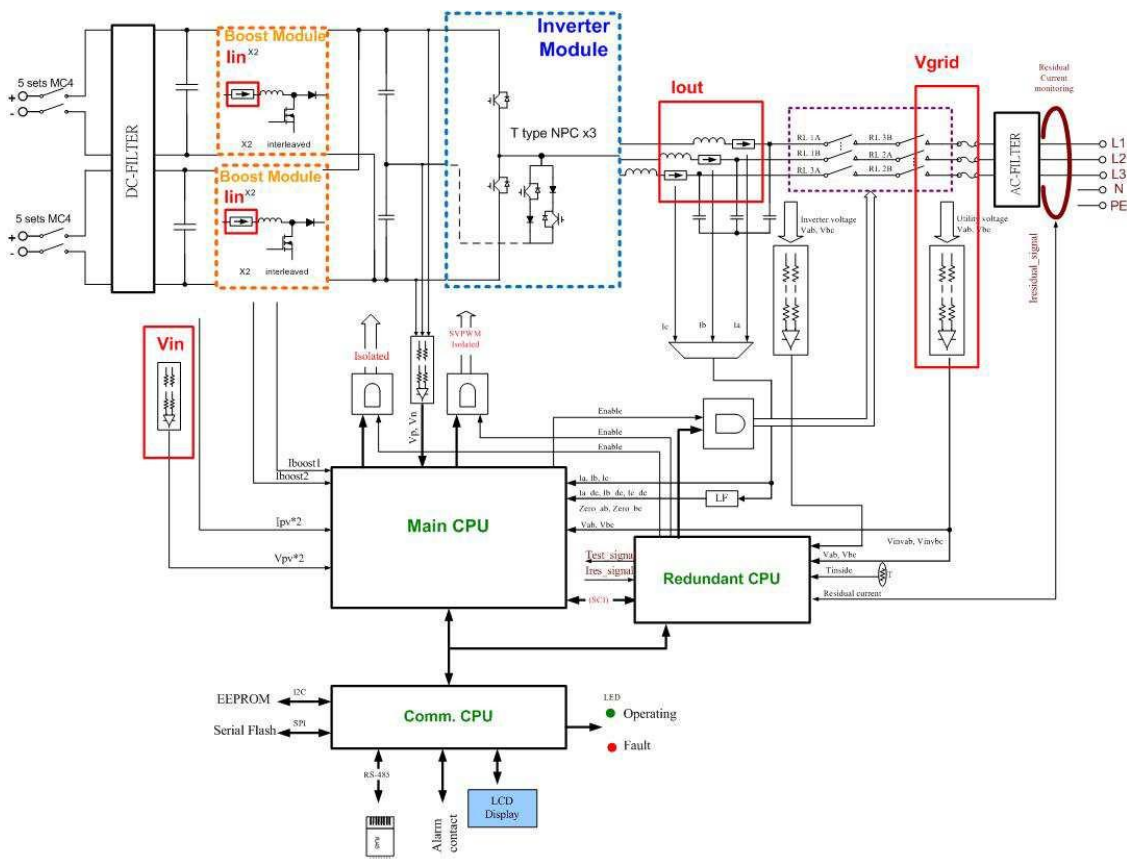 Boost Module
Iin X2
X2 interleaved
Boost Module
Iin X2
X2 interleaved
Inverter
Module
T type NPC x3
Iout
Vgrid
Residual
Current
monitoring
5 sets MC4
+
-
5 sets MC4
+
-
DC-FILTER
RL 1A
RL 1B
RL 3A
RL 3B
RL 2A
RL 2B
AC-FILTER
L1
L2
L3
N
PE
Inverter voltage
Vab, Vbc
Utility voltage
Vab, Vbc
Iresidual_signal
Vin
Isolated
SVPWM
Isolated
Vp, Vn
Ic
Ib
Ia
Enable
Enable
Enable
Iboost1
Iboost2
Ipv*2
Vpv*2
Main CPU
Ia, Ib, Ic
Ia_dc, Ib_dc, Ic_dc
LF
Zero_ab, Zero_bc
Vab, Vbc
Test_signal
Ires_signal
(SCI)
Redundant CPU
Vinvab, Vinvbc
Vab, Vbc
Tinside
T
Residual current
Comm. CPU
EEPROM
I2C
Serial Flash
SPI
LED
Operating
Fault
RS-485
RJ45
Alarm
contact
LCD
Display